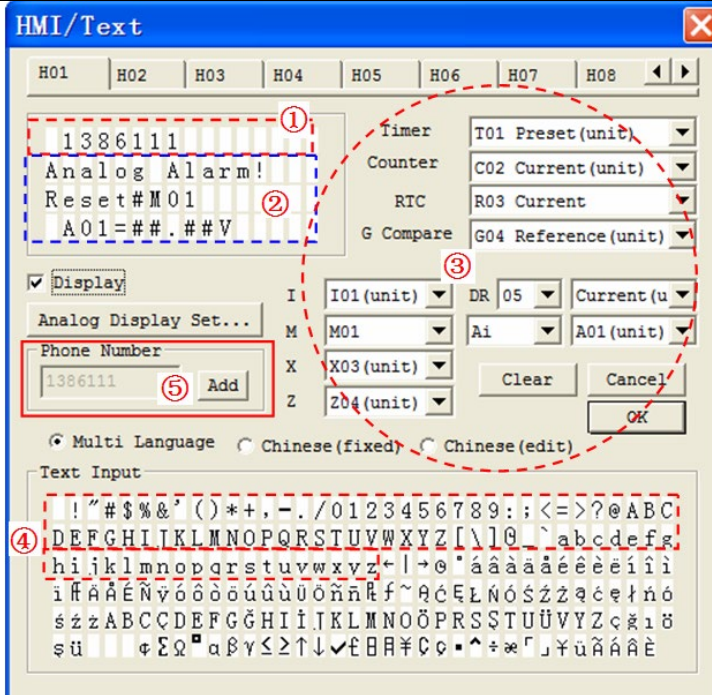 HMI/Text
H01 H02 H03 H04 H05 H06 H07 H08
①
1386111
Analog Alarm!
Reset#M01
②
A01=##.##V
Timer T01 Preset(unit)
Counter C02 Current(unit)
RTC R03 Current
G Compare G04 Reference(unit)
③
Display
Analog Display Set...
Phone Number
1386111 ⑤ Add
I I01(unit) DR 05 Current(u
M M01 Ai A01(unit)
X X03(unit) Clear Cancel
Z Z04(unit) OK
Multi Language Chinese(fixed) Chinese(edit)
Text Input
!"#$%&'()*+,-./0123456789:;<=>?@ABC
④
hijklmnopqrstuvwxyz